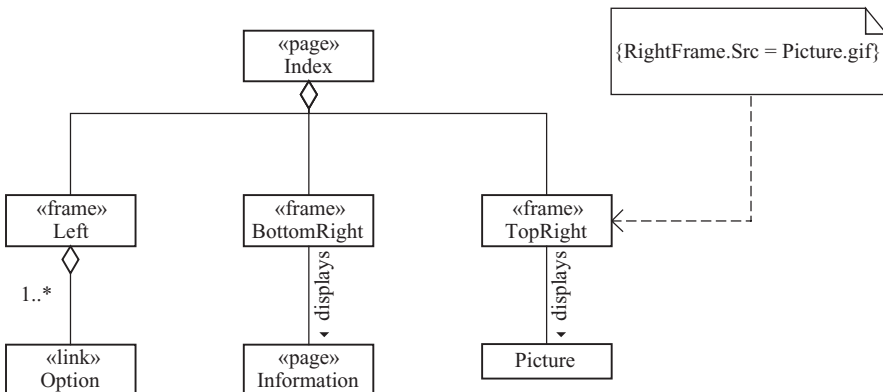 «page»
Index
{RightFrame.Src = Picture.gif}
«frame»
Left
«frame»
BottomRight
«frame»
TopRight
1..*
displays
displays
«link»
Option
«page»
Information
Picture